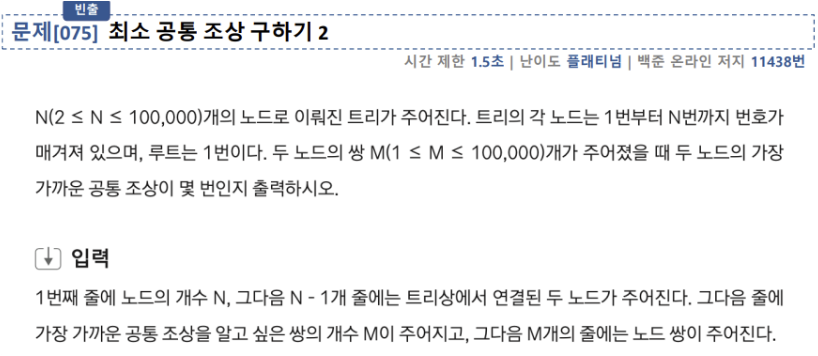 빈출
문제[075] 최소 공통 조상 구하기 2
시간 제한 1.5초 | 난이도 플래티넘 | 백준 온라인 저지 11438번
N(2 ≤ N ≤ 100,000)개의 노드로 이뤄진 트리가 주어진다. 트리의 각 노드는 1번부터 N번까지 번호가
매겨져 있으며, 루트는 1번이다. 두 노드의 쌍 M(1 ≤ M ≤ 100,000)개가 주어졌을 때 두 노드의 가장
가까운 공통 조상이 몇 번인지 출력하시오.
입력
1번째 줄에 노드의 개수 N, 그다음 N - 1개 줄에는 트리상에서 연결된 두 노드가 주어진다. 그다음 줄에
가장 가까운 공통 조상을 알고 싶은 쌍의 개수 M이 주어지고, 그다음 M개의 줄에는 노드 쌍이 주어진다.